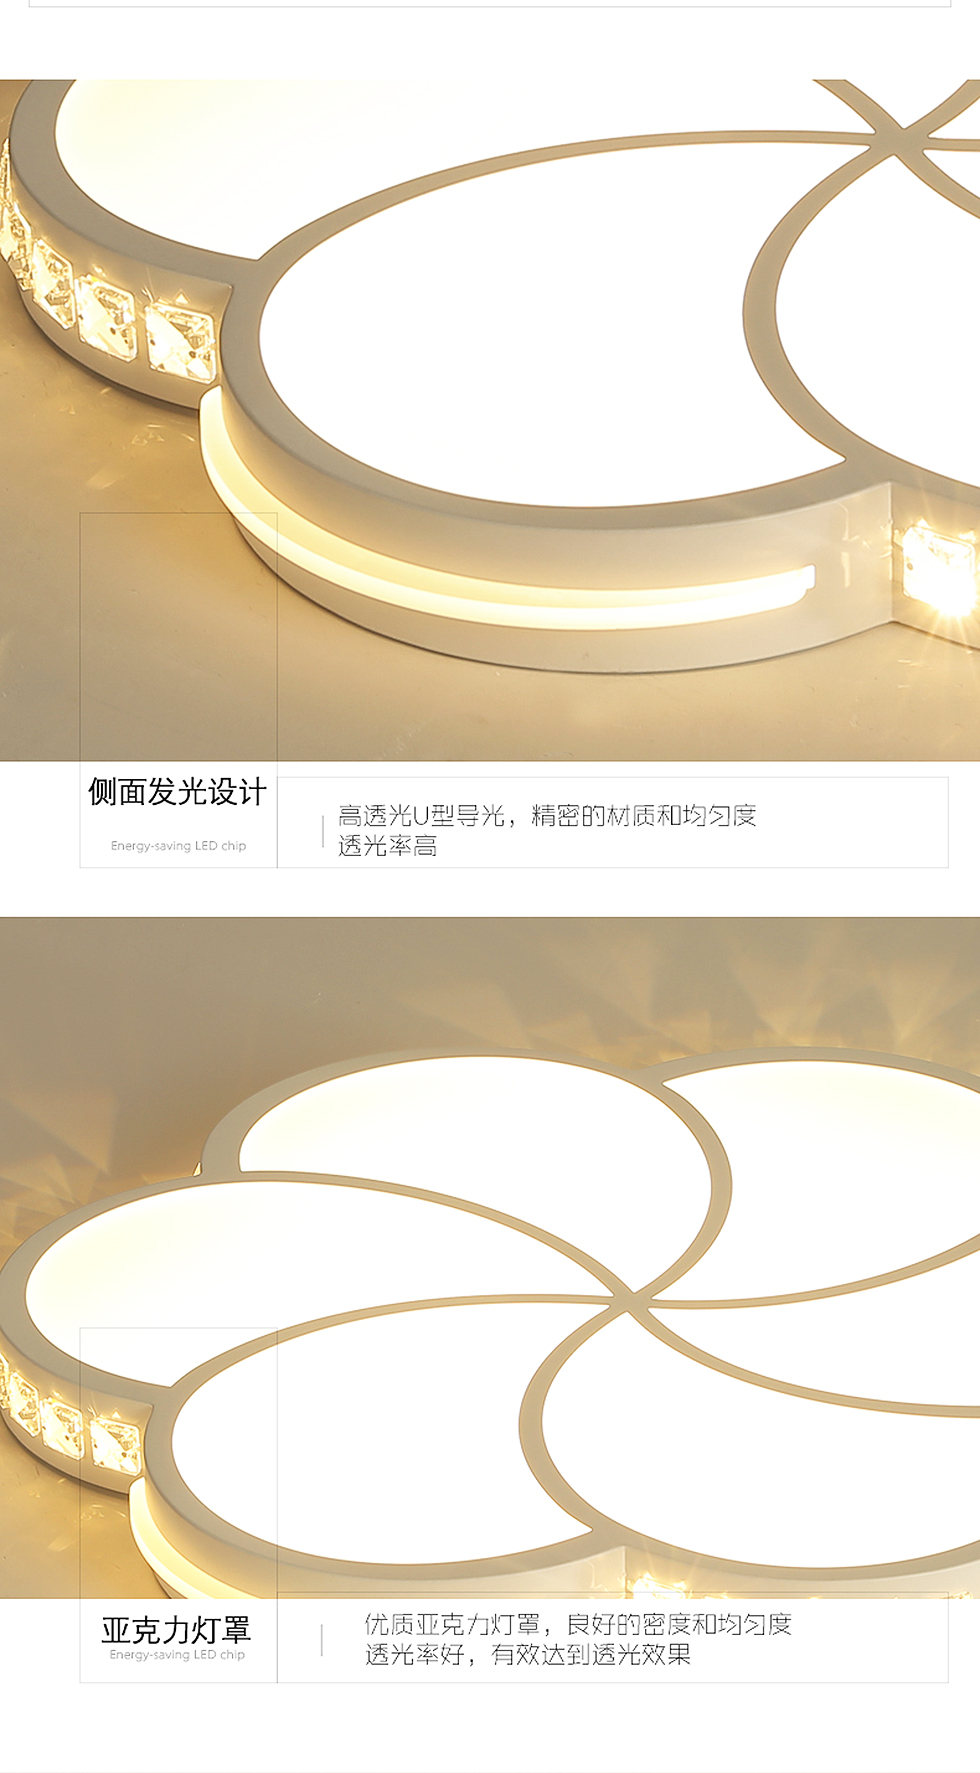 侧面发光设计
Energy-saving LED chip
高透光U型导光，精密的材质和均匀度
透光率高
亚克力灯罩
Energy-saving LED chip
优质亚克力灯罩，良好的密度和均匀度
透光率好，有效达到透光效果